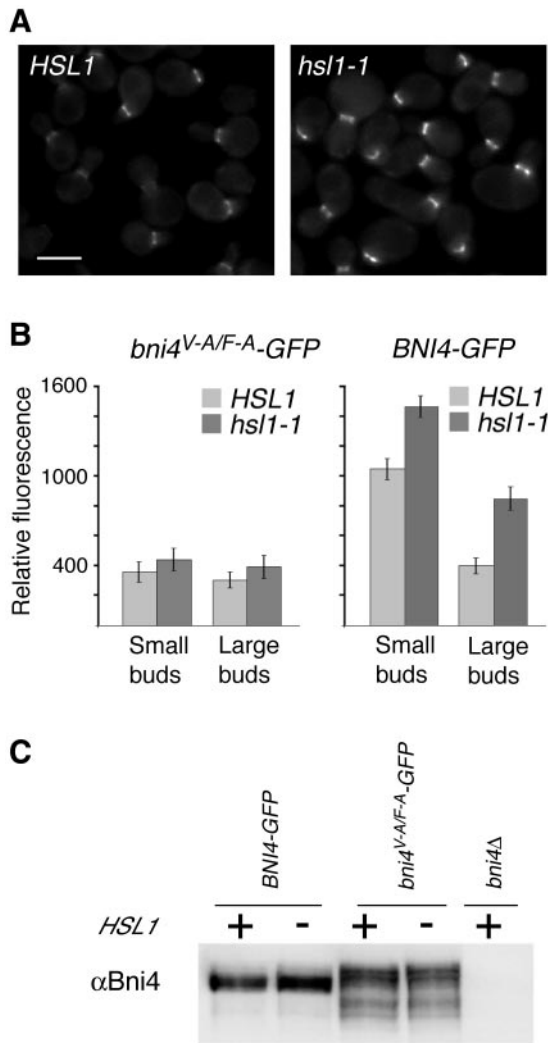 A
HSL1
hsl1-1
B
bni4V-A/F-A-GFP
BNI4-GFP
Relative fluorescence
1600
1000
400
HSL1
hsl1-1
HSL1
hsl1-1
Small buds
Large buds
Small buds
Large buds
C
BNI4-GFP
bni4V-A/F-A-GFP
bni4Δ
HSL1
+ - + - +
αBni4